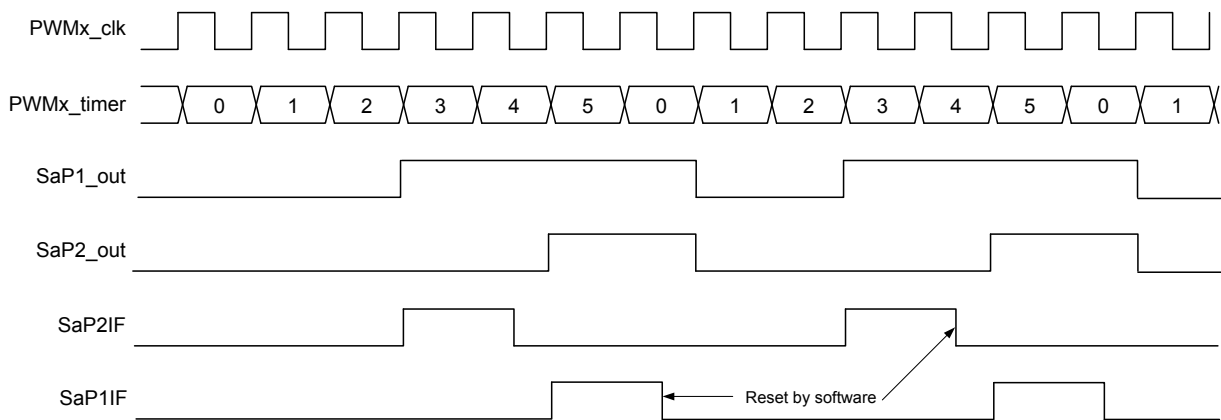 PWMx_clk
PWMx_timer 0 1 2 3 4 5 0 1 2 3 4 5 0 1
SaP1_out
SaP2_out
SaP2IF
SaP1IF
Reset by software